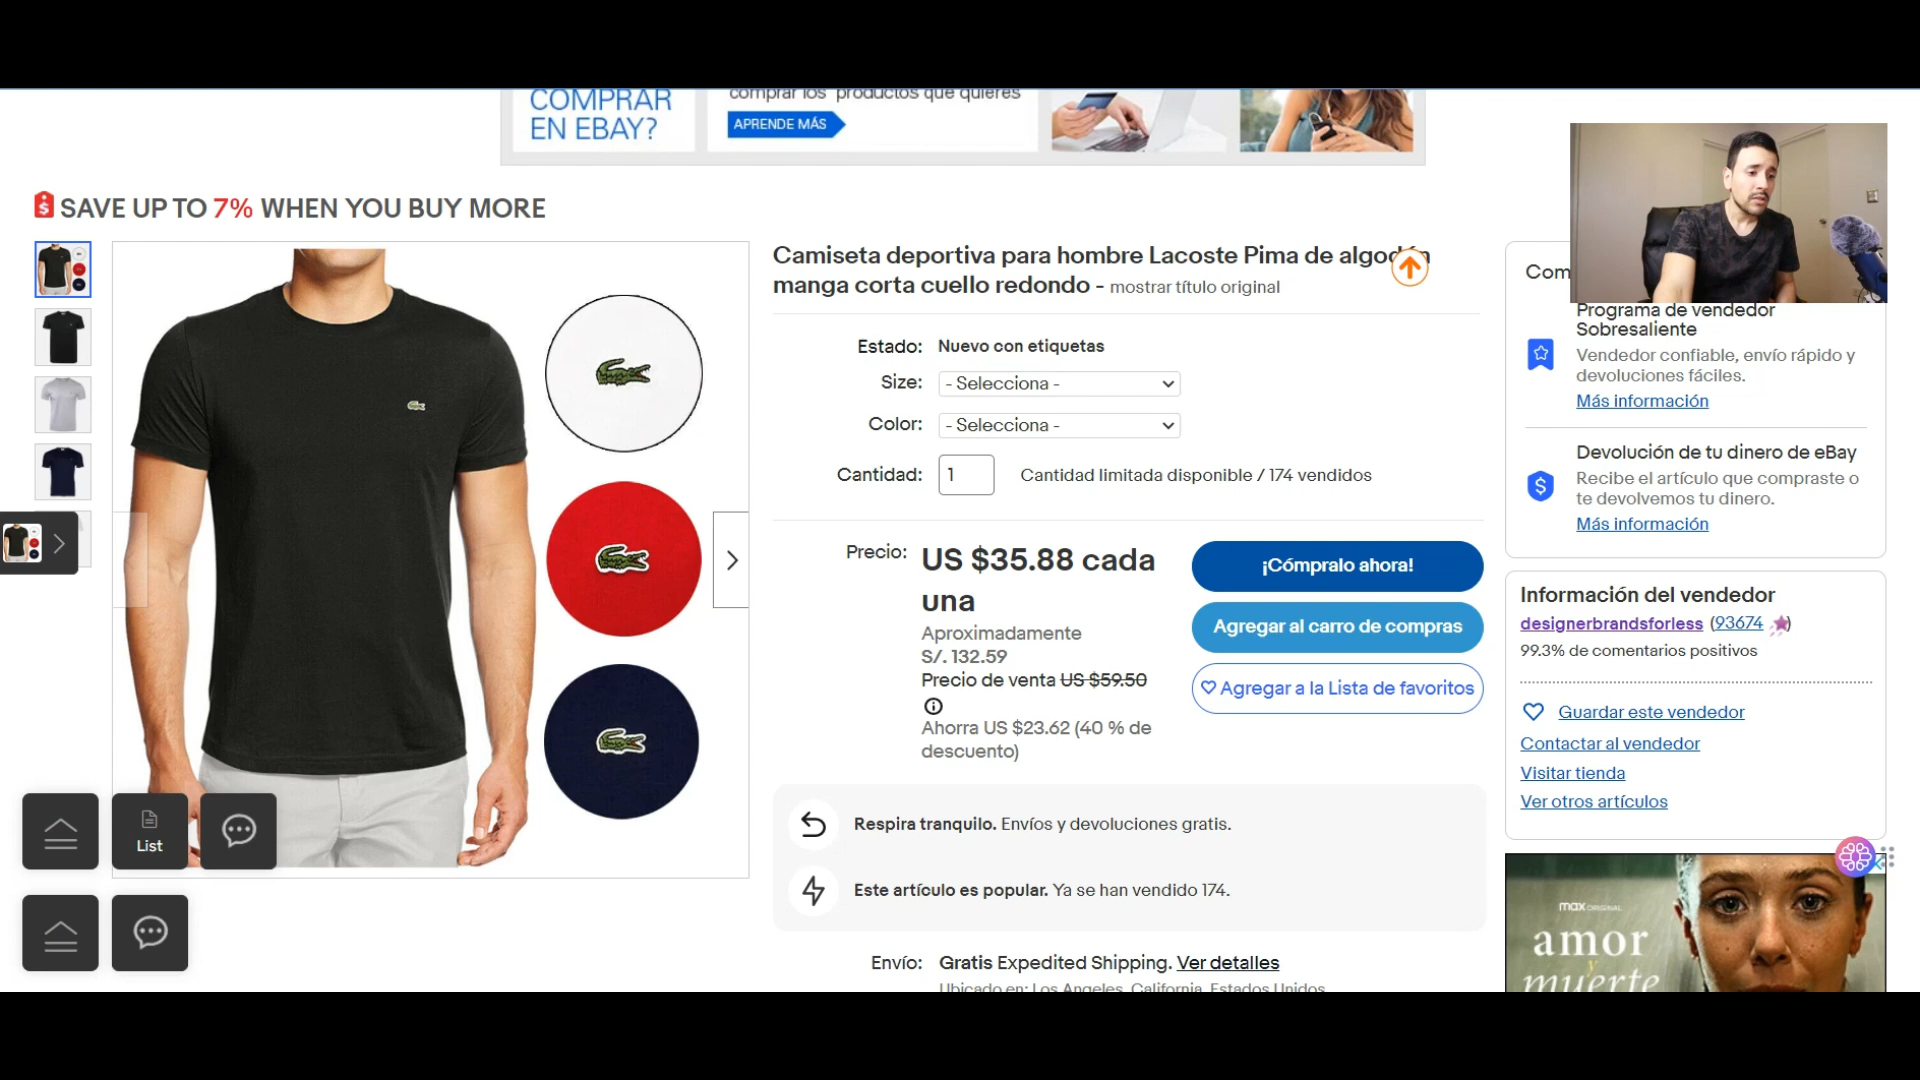 COMPRAR
EN EBAY?
comprar los productos que quieres
APRENDE MÁS
SAVE UP TO 7% WHEN YOU BUY MORE
Camiseta deportiva para hombre Lacoste Pima de algodón
manga corta cuello redondo - mostrar título original
Estado: Nuevo con etiquetas
Size: - Selecciona -
Color: - Selecciona -
Cantidad: 1 Cantidad limitada disponible / 174 vendidos
Precio: US $35.88 cada
una
Aproximadamente
S/. 132.59
Precio de venta US $59.50
Ahorra US $23.62 (40 % de
descuento)
¡Cómpralo ahora!
Agregar al carro de compras
Agregar a la Lista de favoritos
Respira tranquilo. Envíos y devoluciones gratis.
Este artículo es popular. Ya se han vendido 174.
Envío: Gratis Expedited Shipping. Ver detalles
Ubicado en: Los Angeles, California, Estados Unidos
Com
Programa de vendedor
Sobresaliente
Vendedor confiable, envío rápido y
devoluciones fáciles.
Más información
Devolución de tu dinero de eBay
Recibe el artículo que compraste o
te devolvemos tu dinero.
Más información
Información del vendedor
designerbrandsforless (93674)
99.3% de comentarios positivos
Guardar este vendedor
Contactar al vendedor
Visitar tienda
Ver otros artículos
max ORIGINAL
amor
y
muerte
List